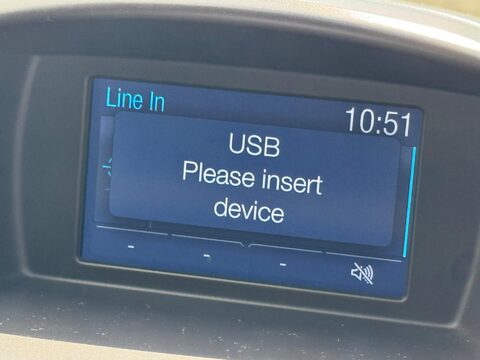 Line In
10:51
USB
Please insert
device